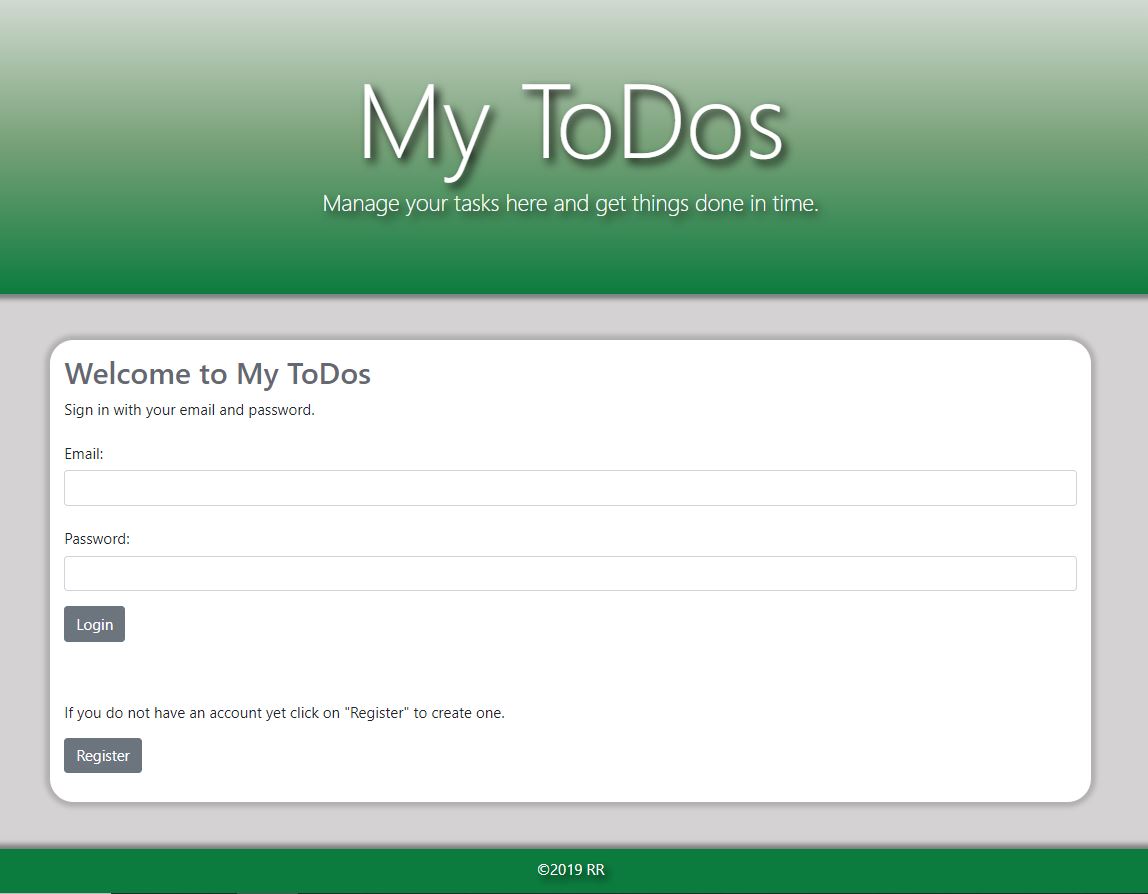 My ToDos
Manage your tasks here and get things done in time.
Welcome to My ToDos
Sign in with your email and password.
Email:
Password:
Login
If you do not have an account yet click on "Register" to create one.
Register
©2019 RR